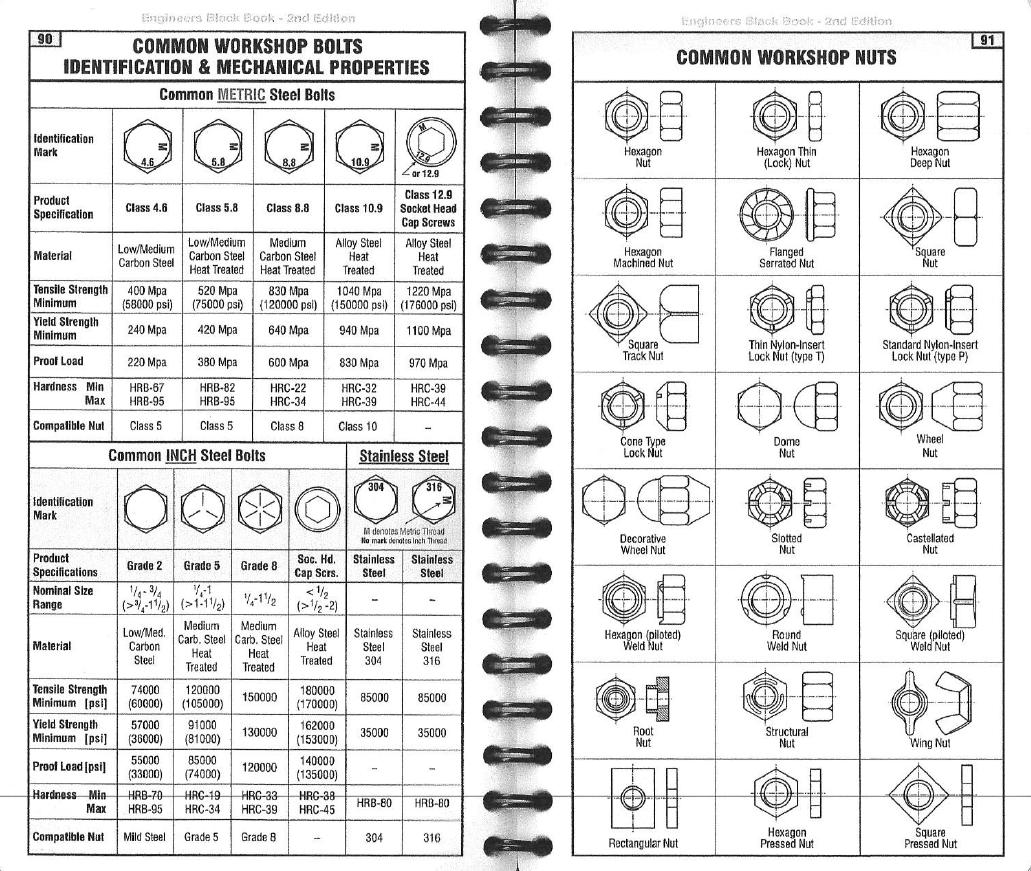 Engineers Black Book - 2nd Edition
90
COMMON WORKSHOP BOLTS
IDENTIFICATION & MECHANICAL PROPERTIES
Common METRIC Steel Bolts
Identification
Mark
M 4.6
M 5.8
M 8.8
M 10.9
M 12.9
or 12.9
Product
Specification
Class 4.6
Class 5.8
Class 8.8
Class 10.9
Class 12.9
Socket Head
Cap Screws
Material
Low/Medium
Carbon Steel
Low/Medium
Carbon Steel
Heat Treated
Medium
Carbon Steel
Heat Treated
Alloy Steel
Heat
Treated
Alloy Steel
Heat
Treated
Tensile Strength
Minimum
400 Mpa
(58000 psi)
520 Mpa
(75000 psi)
830 Mpa
(120000 psi)
1040 Mpa
(150000 psi)
1220 Mpa
(176000 psi)
Yield Strength
Minimum
240 Mpa
420 Mpa
640 Mpa
940 Mpa
1100 Mpa
Proof Load
220 Mpa
380 Mpa
600 Mpa
830 Mpa
970 Mpa
Hardness Min
Max
HRB-67
HRB-95
HRB-82
HRB-95
HRC-22
HRC-34
HRC-32
HRC-39
HRC-39
HRC-44
Compatible Nut
Class 5
Class 5
Class 8
Class 10
–
Common INCH Steel Bolts
Stainless Steel
Identification
Mark
304
316
M
M denotes Metric Thread
No mark denotes Inch Thread
Product
Specifications
Grade 2
Grade 5
Grade 8
Soc. Hd.
Cap Scrs.
Stainless
Steel
Stainless
Steel
Nominal Size
Range
1/4 - 3/4
(>3/4-11/2)
1/4-1
(>1-11/2)
1/4-11/2
<1/2
(>1/2 -2)
–
–
Material
Low/Med.
Carbon
Steel
Medium
Carb. Steel
Heat
Treated
Medium
Carb. Steel
Heat
Treated
Alloy Steel
Heat
Treated
Stainless
Steel
304
Stainless
Steel
316
Tensile Strength
Minimum [psi]
74000
(60000)
120000
(105000)
150000
180000
(170000)
85000
85000
Yield Strength
Minimum [psi]
57000
(36000)
91000
(81000)
130000
162000
(153000)
35000
35000
Proof Load [psi]
55000
(33000)
85000
(74000)
120000
140000
(135000)
–
–
Hardness Min
Max
HRB-70
HRB-95
HRC-19
HRC-34
HRC-33
HRC-39
HRC-38
HRC-45
HRB-80
HRB-80
Compatible Nut
Mild Steel
Grade 5
Grade 8
–
304
316
Engineers Black Book - 2nd Edition
91
COMMON WORKSHOP NUTS
Hexagon
Nut
Hexagon Thin
(Lock) Nut
Hexagon
Deep Nut
Hexagon
Machined Nut
Flanged
Serrated Nut
Square
Nut
Square
Track Nut
Thin Nylon-Insert
Lock Nut (type T)
Standard Nylon-Insert
Lock Nut (type P)
Cone Type
Lock Nut
Dome
Nut
Wheel
Nut
Decorative
Wheel Nut
Slotted
Nut
Castellated
Nut
Hexagon (piloted)
Weld Nut
Round
Weld Nut
Square (piloted)
Weld Nut
Root
Nut
Structural
Nut
Wing Nut
Rectangular Nut
Hexagon
Pressed Nut
Square
Pressed Nut